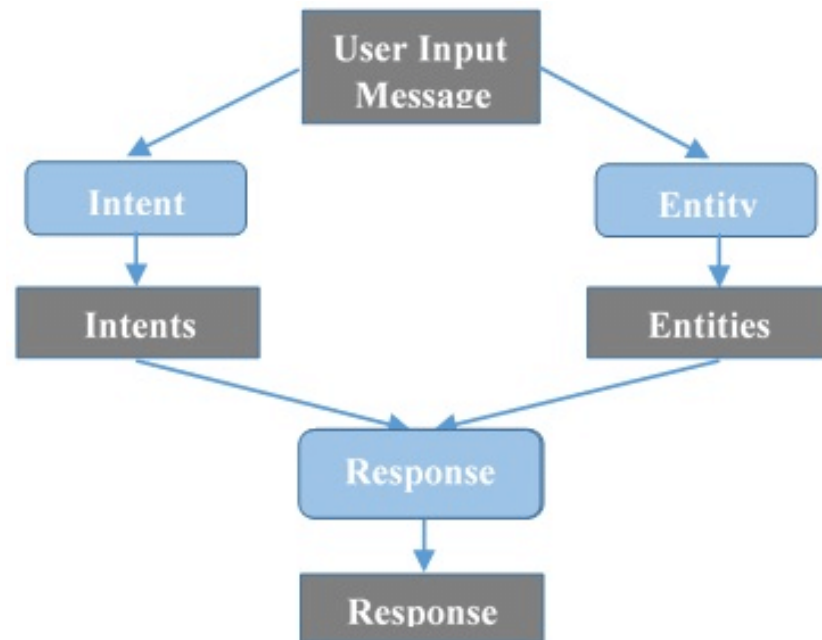 User Input
Message
Intent
Entity
Intents
Entities
Response
Response